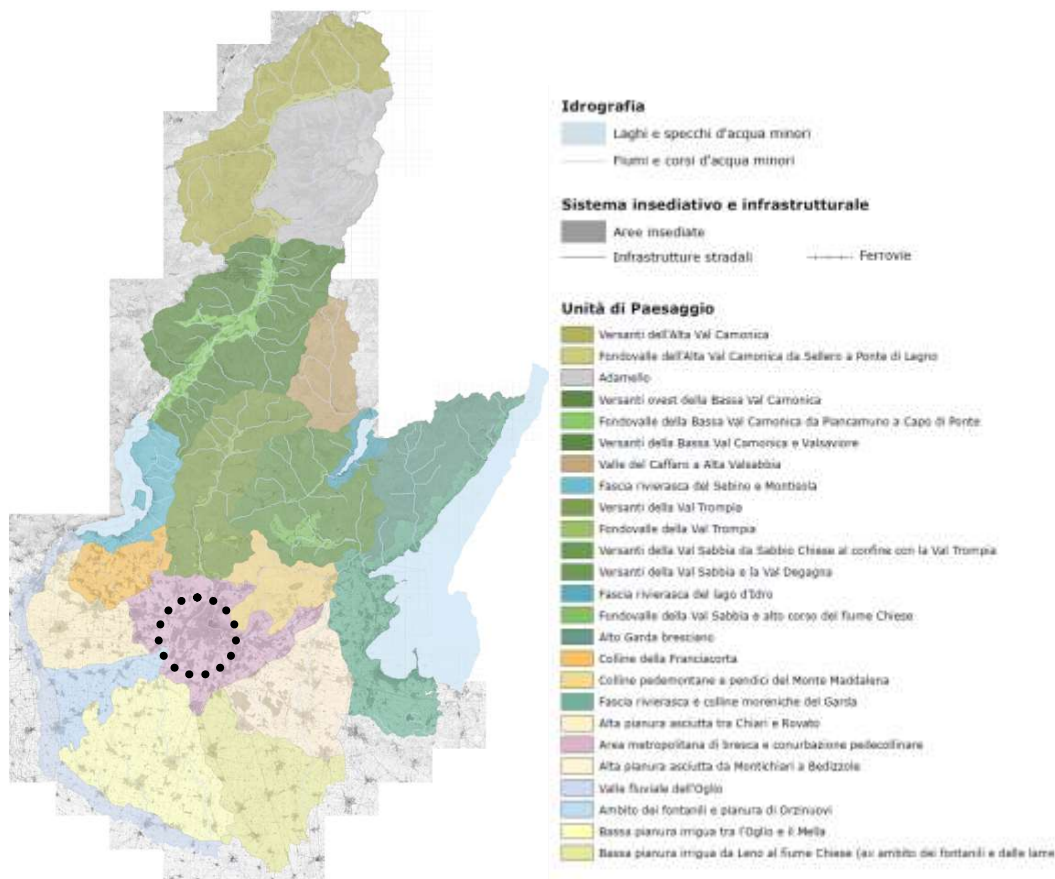 Idrografia
Laghi e specchi d'acqua minori
Fiumi e corsi d'acqua minori
Sistema insediativo e infrastrutturale
Aree insediate
Infrastrutture stradali
Ferrovie
Unità di Paesaggio
Versanti dell'Alta Val Camonica
Fondovalle dell'Alta Val Camonica da Sellero a Ponte di Legno
Adamello
Versanti ovest della Bassa Val Camonica
Fondovalle della Bassa Val Camonica da Piancamuno a Capo di Ponte
Versanti della Bassa Val Camonica e Valsaviore
Valle del Caffaro a Alta Valsabbia
Fascia rivierasca del Sebino e Montisola
Versanti della Val Trompia
Fondovalle della Val Trompia
Versanti della Val Sabbia da Sabbio Chiese al confine con la Val Trompia
Versanti della Val Sabbia e la Val Degagna
Fascia rivierasca del lago d'Idro
Fondovalle della Val Sabbia e alto corso del fiume Chiese
Alto Garda bresciano
Colline della Franciacorta
Colline pedemontane e pendici del Monte Maddalena
Fascia rivierasca e colline moreniche del Garda
Alta pianura asciutta tra Chiari e Rovato
Area metropolitana di bresca e conurbazione pedecollinare
Alta pianura asciutta da Montichiari a Bedizzole
Valle fluviale dell'Oglio
Ambito dei fontanili e pianura di Orzinuovi
Bassa pianura irrigua tra l'Oglio e il Mella
Bassa pianura irrigua da Leno al fiume Chiese (ex ambito dei fontanili e delle lame